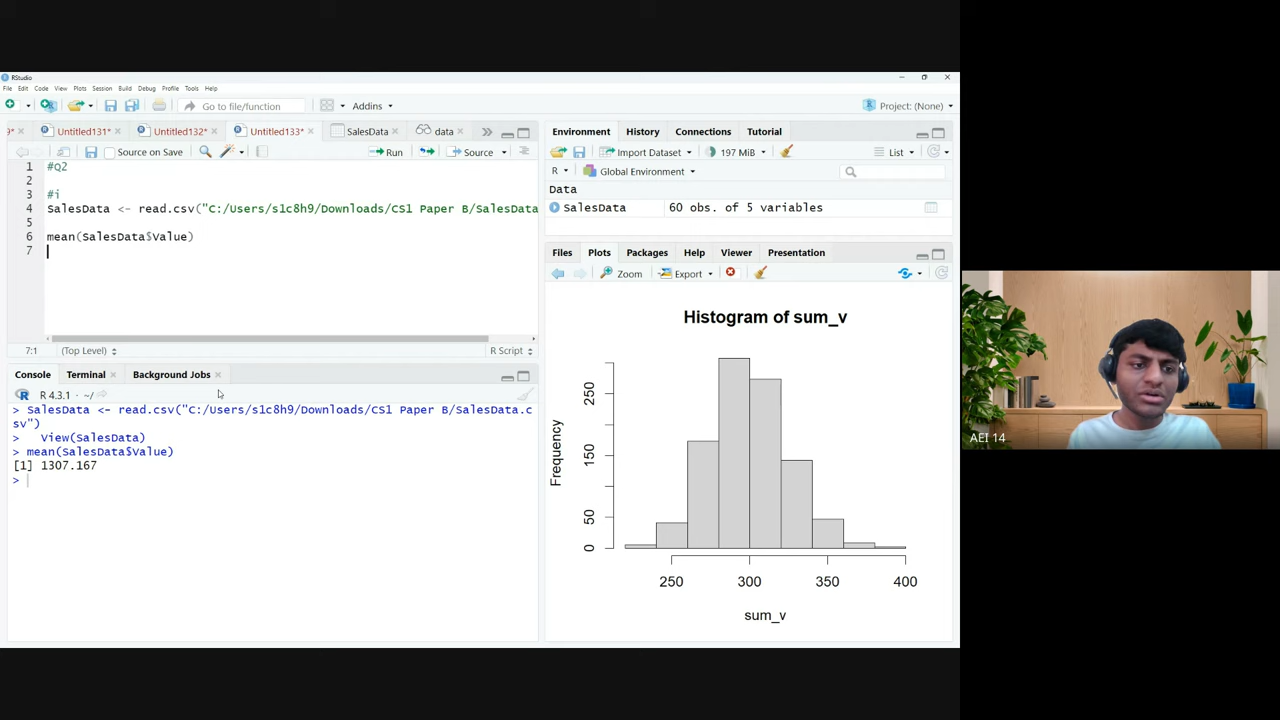 RStudio
File Edit Code View Plots Session Build Debug Profile Tools Help
Go to file/function Addins Project: (None)
Untitled131* Untitled132* Untitled133* SalesData data
Source on Save Run Source
1 #Q2
2
3 #i
4 SalesData <- read.csv("C:/Users/s1c8h9/Downloads/CS1 Paper B/SalesData
5
6 mean(SalesData$Value)
7
7:1 (Top Level) R Script
Console Terminal Background Jobs
R 4.3.1 · ~/
> SalesData <- read.csv("C:/Users/s1c8h9/Downloads/CS1 Paper B/SalesData.c
sv")
> View(SalesData)
> mean(SalesData$Value)
[1] 1307.167
>
Environment History Connections Tutorial
Import Dataset 197 MiB List
R Global Environment
Data
SalesData 60 obs. of 5 variables
Files Plots Packages Help Viewer Presentation
Zoom Export
Histogram of sum_v
Frequency
250
150
50
0
250 300 350 400
sum_v
AEI 14